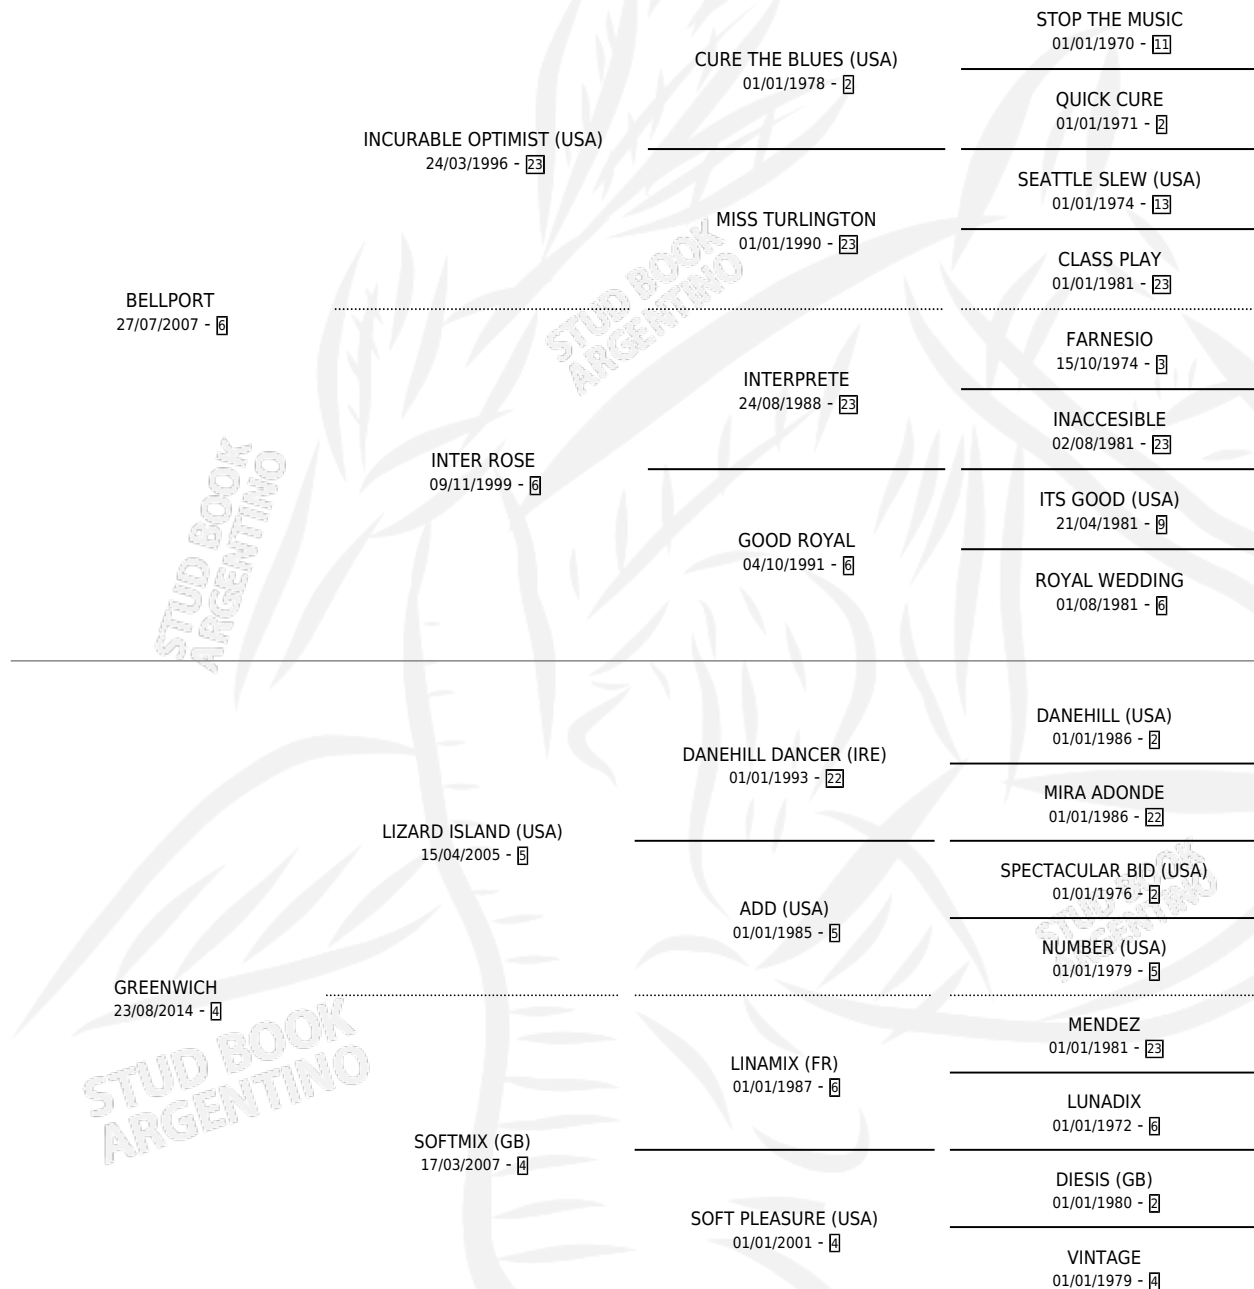 STOP THE MUSIC
01/01/1970 - 11
CURE THE BLUES (USA)
01/01/1978 - 2
QUICK CURE
01/01/1971 - 2
INCURABLE OPTIMIST (USA)
24/03/1996 - 23
SEATTLE SLEW (USA)
01/01/1974 - 13
MISS TURLINGTON
01/01/1990 - 23
CLASS PLAY
01/01/1981 - 23
BELLPORT
27/07/2007 - 6
FARNESIO
15/10/1974 - 3
INTERPRETE
24/08/1988 - 23
INACCESIBLE
02/08/1981 - 23
INTER ROSE
09/11/1999 - 6
ITS GOOD (USA)
21/04/1981 - 9
GOOD ROYAL
04/10/1991 - 6
ROYAL WEDDING
01/08/1981 - 6
STUD BOOK
ARGENTINO
STUD BOOK
ARGENTINO
DANEHILL (USA)
01/01/1986 - 2
DANEHILL DANCER (IRE)
01/01/1993 - 22
MIRA ADONDE
01/01/1986 - 22
LIZARD ISLAND (USA)
15/04/2005 - 5
SPECTACULAR BID (USA)
01/01/1976 - 2
ADD (USA)
01/01/1985 - 5
NUMBER (USA)
01/01/1979 - 5
STUD BOOK
ARGENTINO
GREENWICH
23/08/2014 - 4
MENDEZ
01/01/1981 - 23
LINAMIX (FR)
01/01/1987 - 6
LUNADIX
01/01/1972 - 6
STUD BOOK
ARGENTINO
SOFTMIX (GB)
17/03/2007 - 4
DIESIS (GB)
01/01/1980 - 2
SOFT PLEASURE (USA)
01/01/2001 - 4
VINTAGE
01/01/1979 - 4